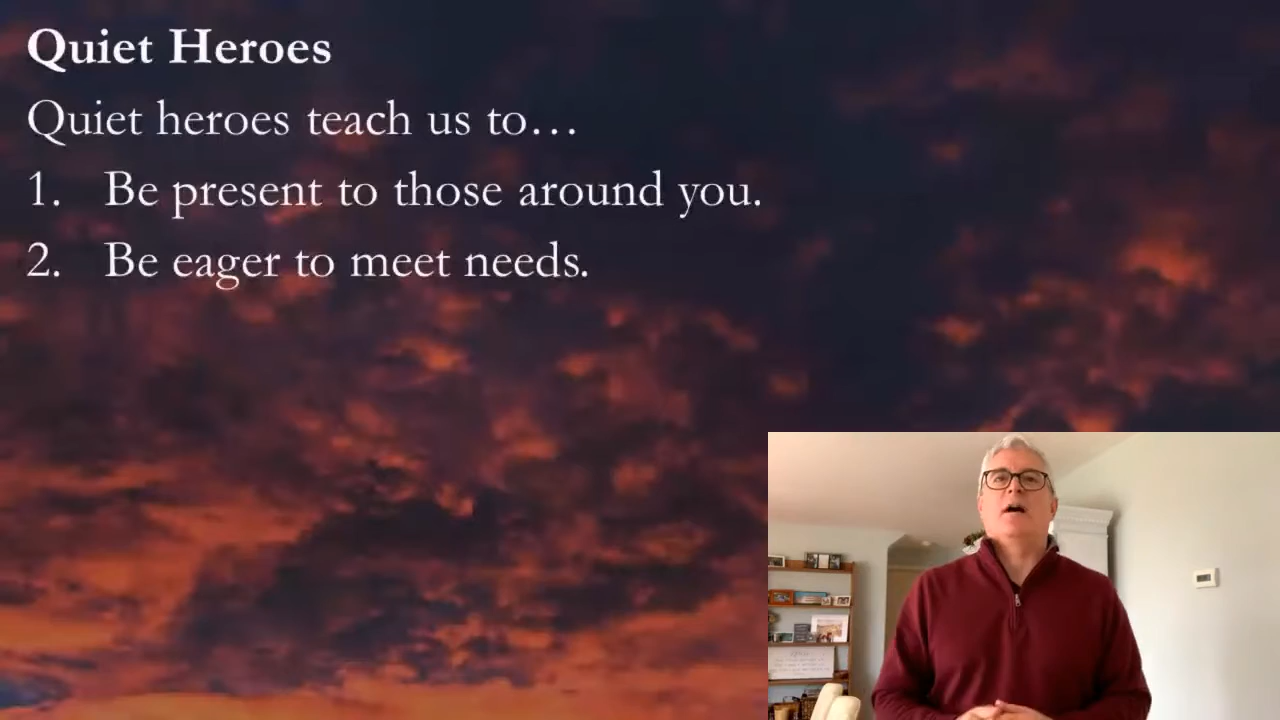 Quiet Heroes
Quiet heroes teach us to…
1. Be present to those around you.
2. Be eager to meet needs.